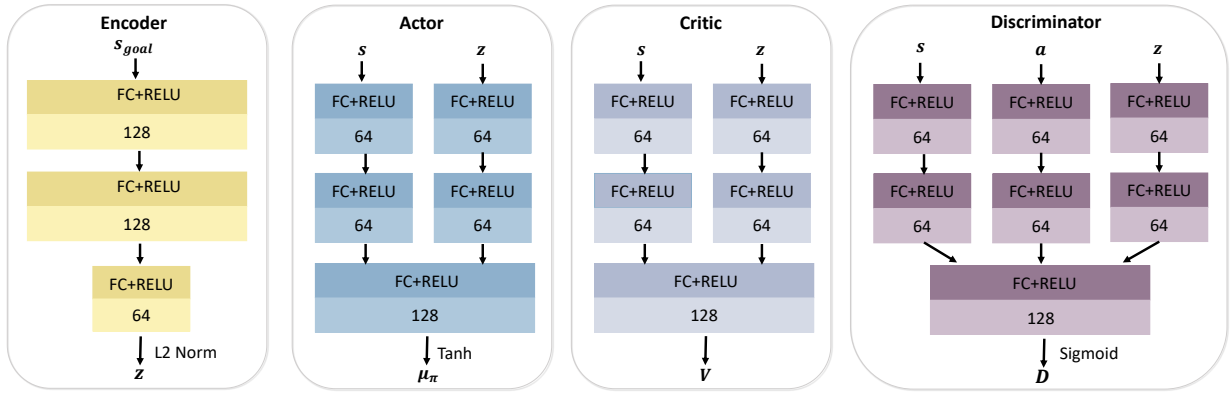 Encoder
s_goal
FC+RELU
128
FC+RELU
128
FC+RELU
64
L2 Norm
z
Actor
s z
FC+RELU FC+RELU
64 64
FC+RELU FC+RELU
64 64
FC+RELU
128
Tanh
μ_π
Critic
s z
FC+RELU FC+RELU
64 64
FC+RELU FC+RELU
64 64
FC+RELU
128
V
Discriminator
s a z
FC+RELU FC+RELU FC+RELU
64 64 64
FC+RELU FC+RELU FC+RELU
64 64 64
FC+RELU
128
Sigmoid
D